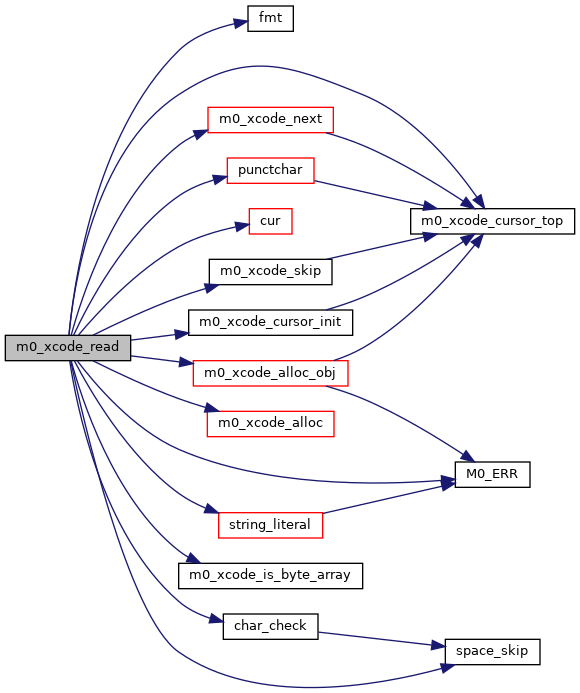 fmt
m0_xcode_next
punctchar
m0_xcode_cursor_top
cur
m0_xcode_skip
m0_xcode_cursor_init
m0_xcode_read
m0_xcode_alloc_obj
m0_xcode_alloc
M0_ERR
string_literal
m0_xcode_is_byte_array
char_check
space_skip